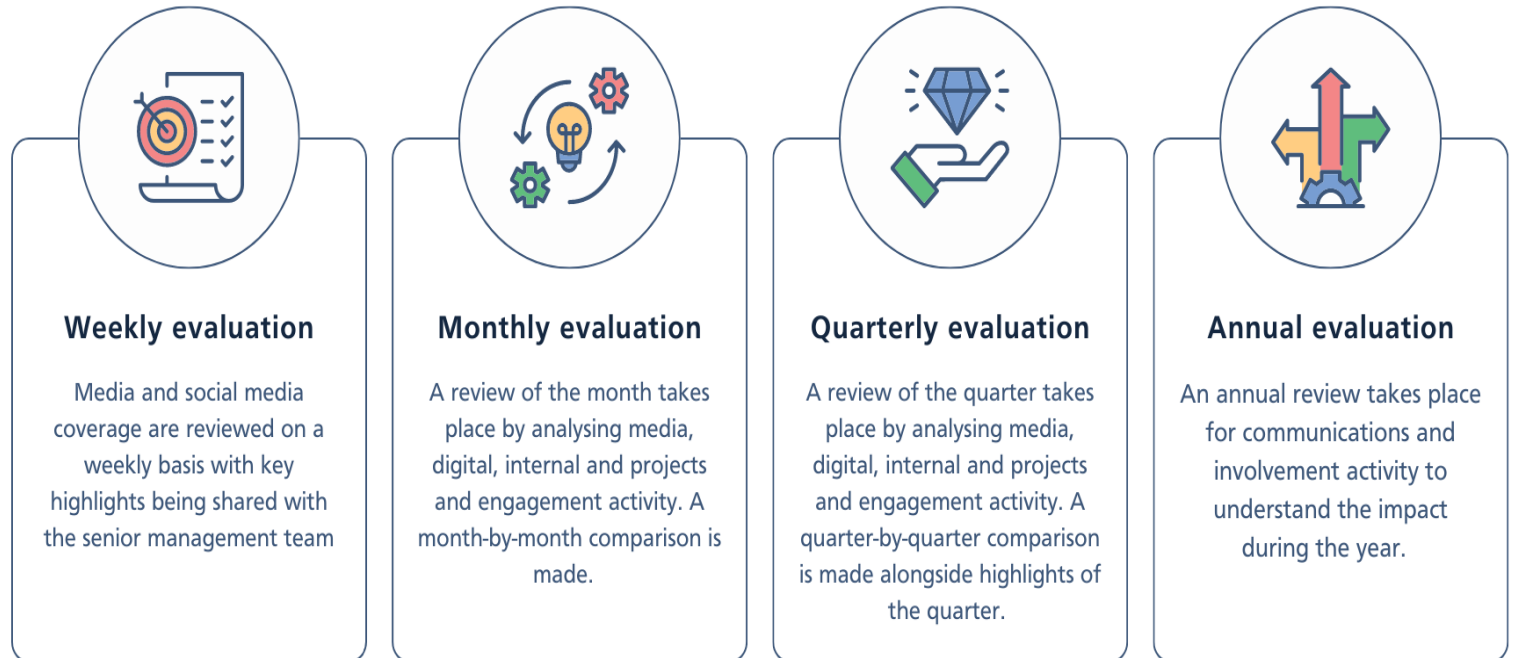 Weekly evaluation
Media and social media
coverage are reviewed on a
weekly basis with key
highlights being shared with
the senior management team
Monthly evaluation
A review of the month takes
place by analysing media,
digital, internal and projects
and engagement activity. A
month-by-month comparison is
made.
Quarterly evaluation
A review of the quarter takes
place by analysing media,
digital, internal and projects
and engagement activity. A
quarter-by-quarter comparison
is made alongside highlights of
the quarter.
Annual evaluation
An annual review takes place
for communications and
involvement activity to
understand the impact
during the year.